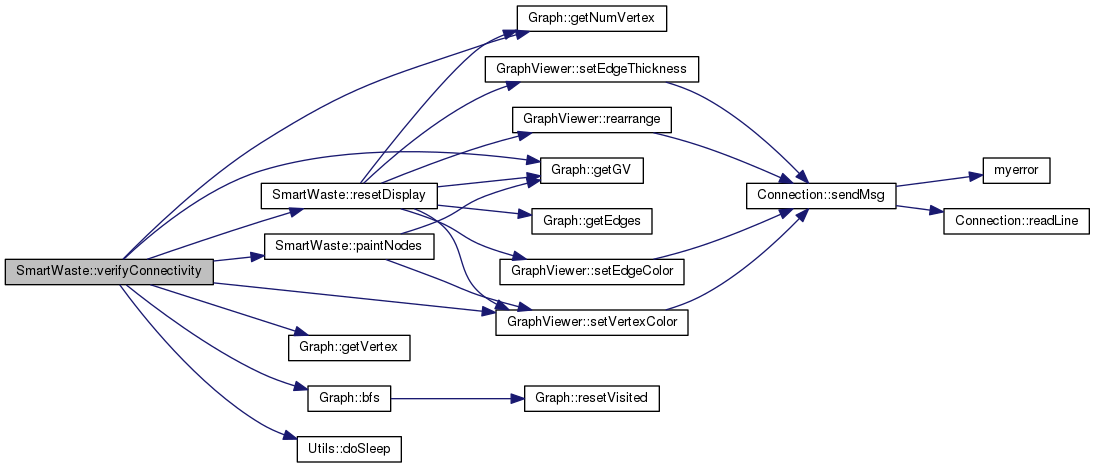 Graph::getNumVertex
GraphViewer::setEdgeThickness
GraphViewer::rearrange
Graph::getGV
myerror
SmartWaste::resetDisplay
Connection::sendMsg
Graph::getEdges
Connection::readLine
SmartWaste::paintNodes
SmartWaste::verifyConnectivity
GraphViewer::setEdgeColor
GraphViewer::setVertexColor
Graph::getVertex
Graph::bfs
Graph::resetVisited
Utils::doSleep